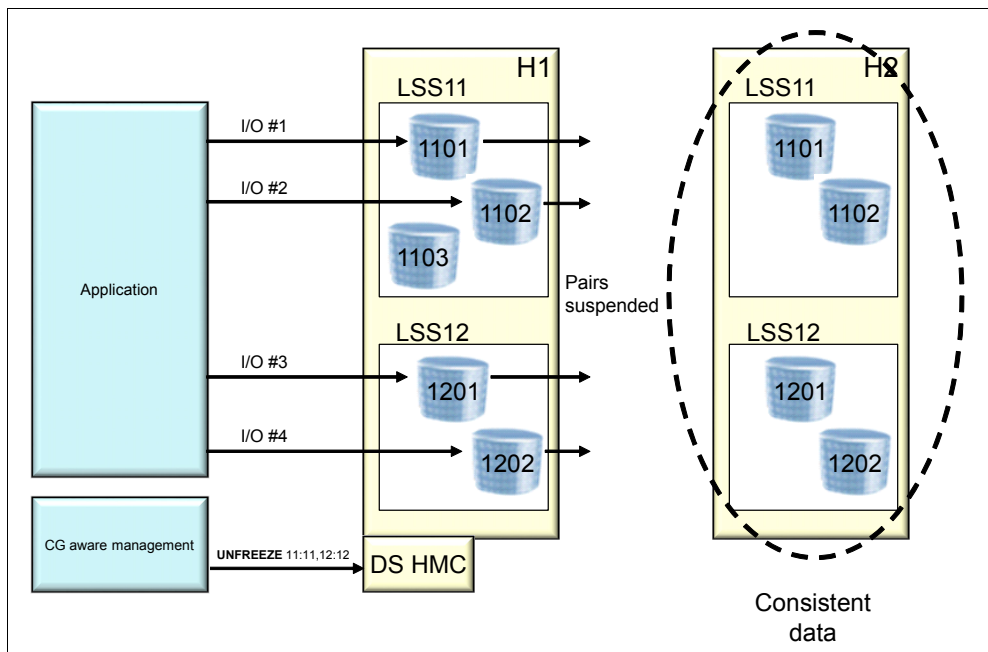 H1
H2
LSS11
LSS11
I/O #1
1101
1101
I/O #2
1102
1102
1103
Application
Pairs
suspended
LSS12
LSS12
I/O #3
1201
1201
I/O #4
1202
1202
CG aware management
UNFREEZE 11:11,12:12
DS HMC
Consistent
data